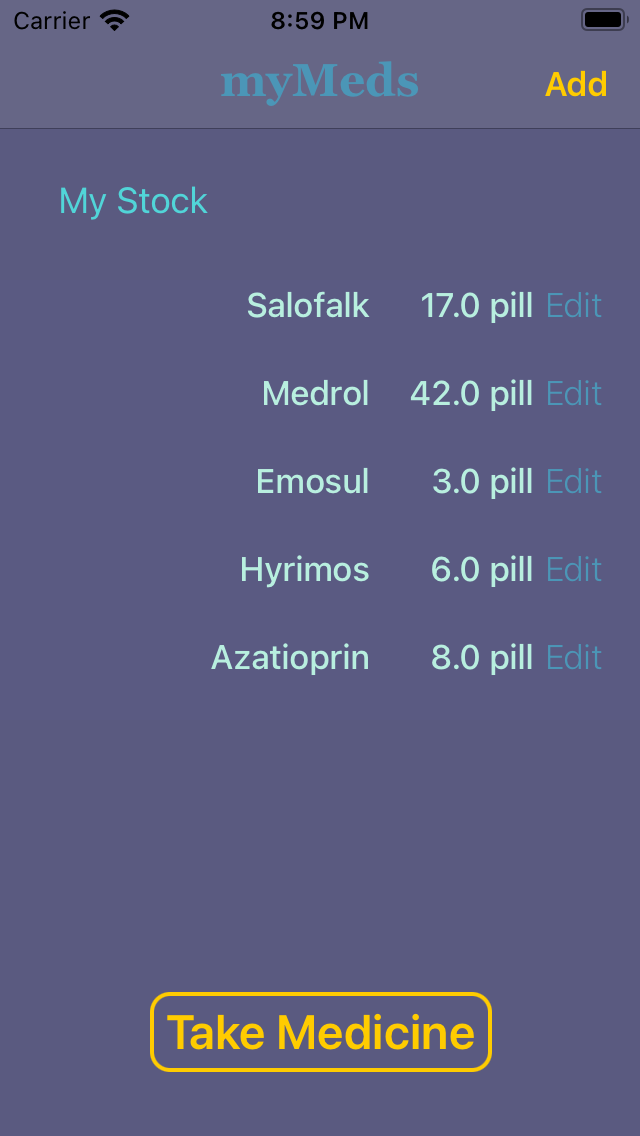 Carrier 8:59 PM
myMeds Add
My Stock
Salofalk 17.0 pill Edit
Medrol 42.0 pill Edit
Emosul 3.0 pill Edit
Hyrimos 6.0 pill Edit
Azatioprin 8.0 pill Edit
Take Medicine